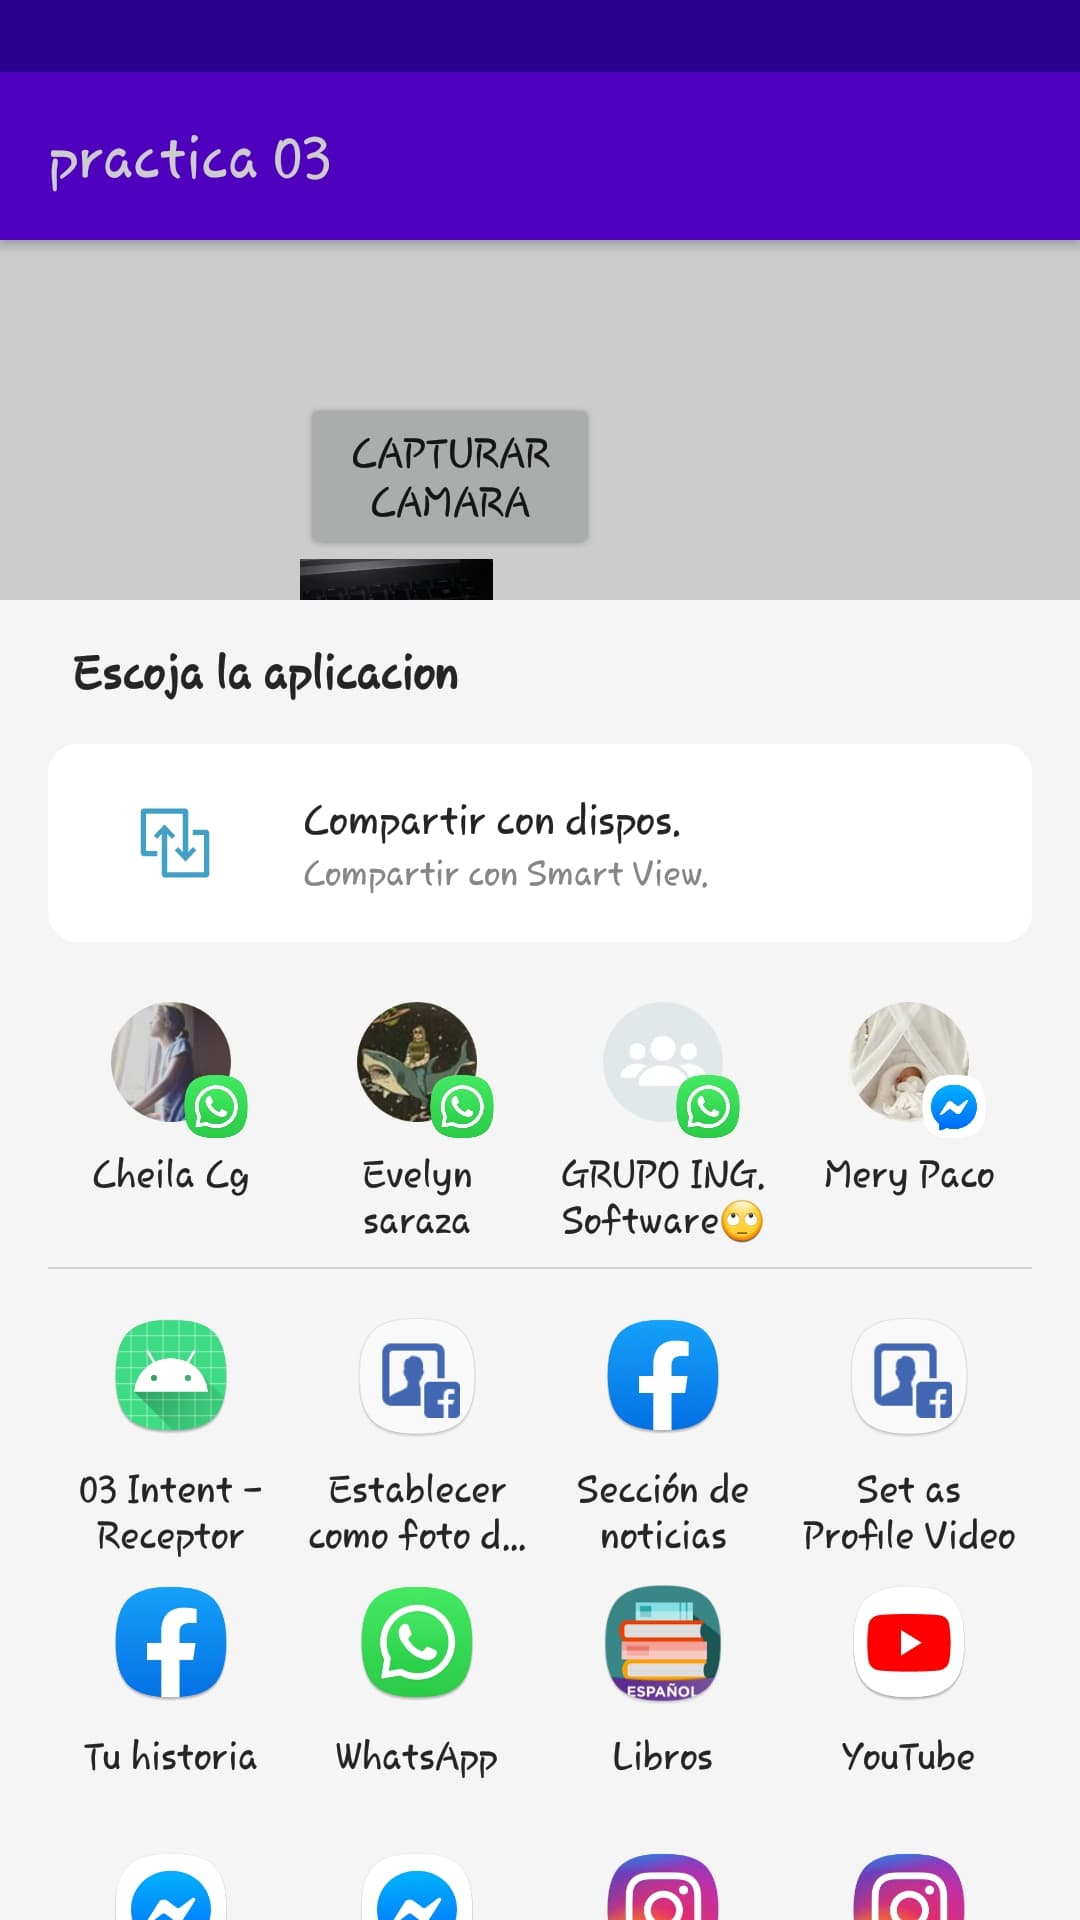 practica 03
CAPTURAR
CAMARA
Escoja la aplicacion
Compartir con dispos.
Compartir con Smart View.
Cheila Cg
Evelyn
saraza
GRUPO ING.
Software🙄
Mery Paco
03 Intent -
Receptor
Establecer
como foto d...
Sección de
noticias
Set as
Profile Video
ESPAÑOL
Tu historia
WhatsApp
Libros
YouTube